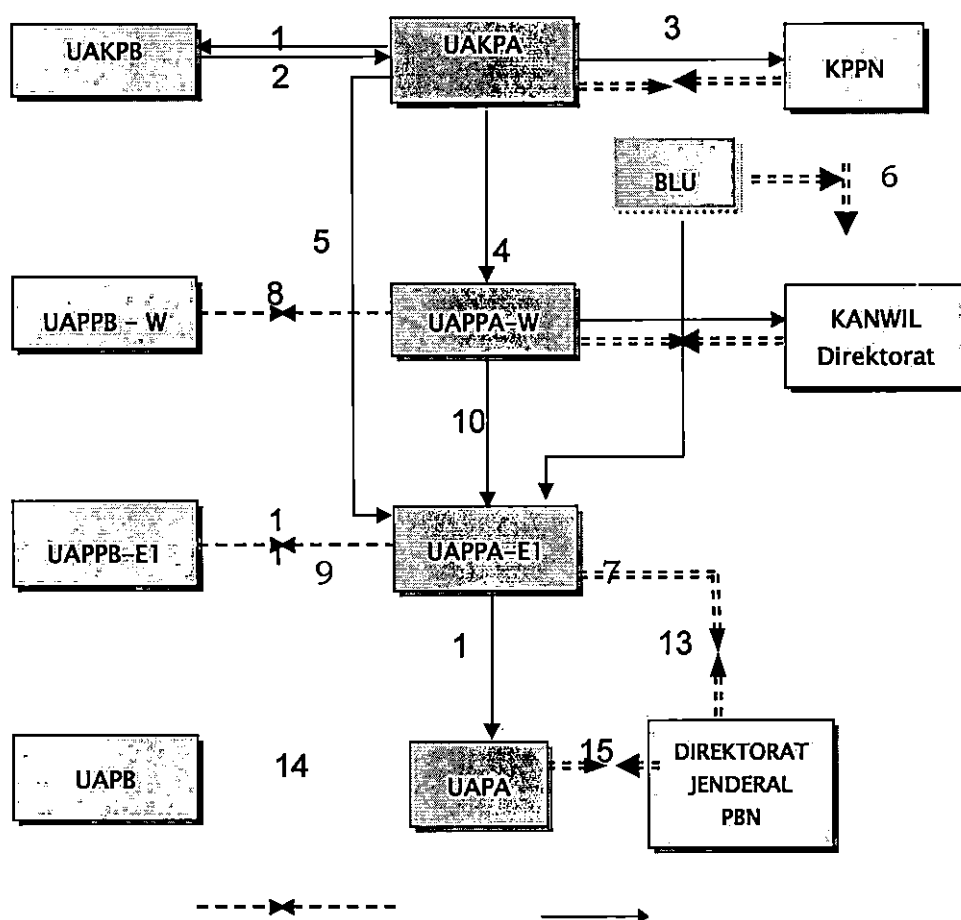 UAKPB
1
2
UAKPA
3
KPPN
BLU
6
5
4
UAPPB - W
8
UAPPA-W
KANWIL
Direktorat
10
UAPPB-E1
1
1
9
UAPPA-E1
7
1
13
UAPB
14
UAPA
15
DIREKTORAT
JENDERAL
PBN